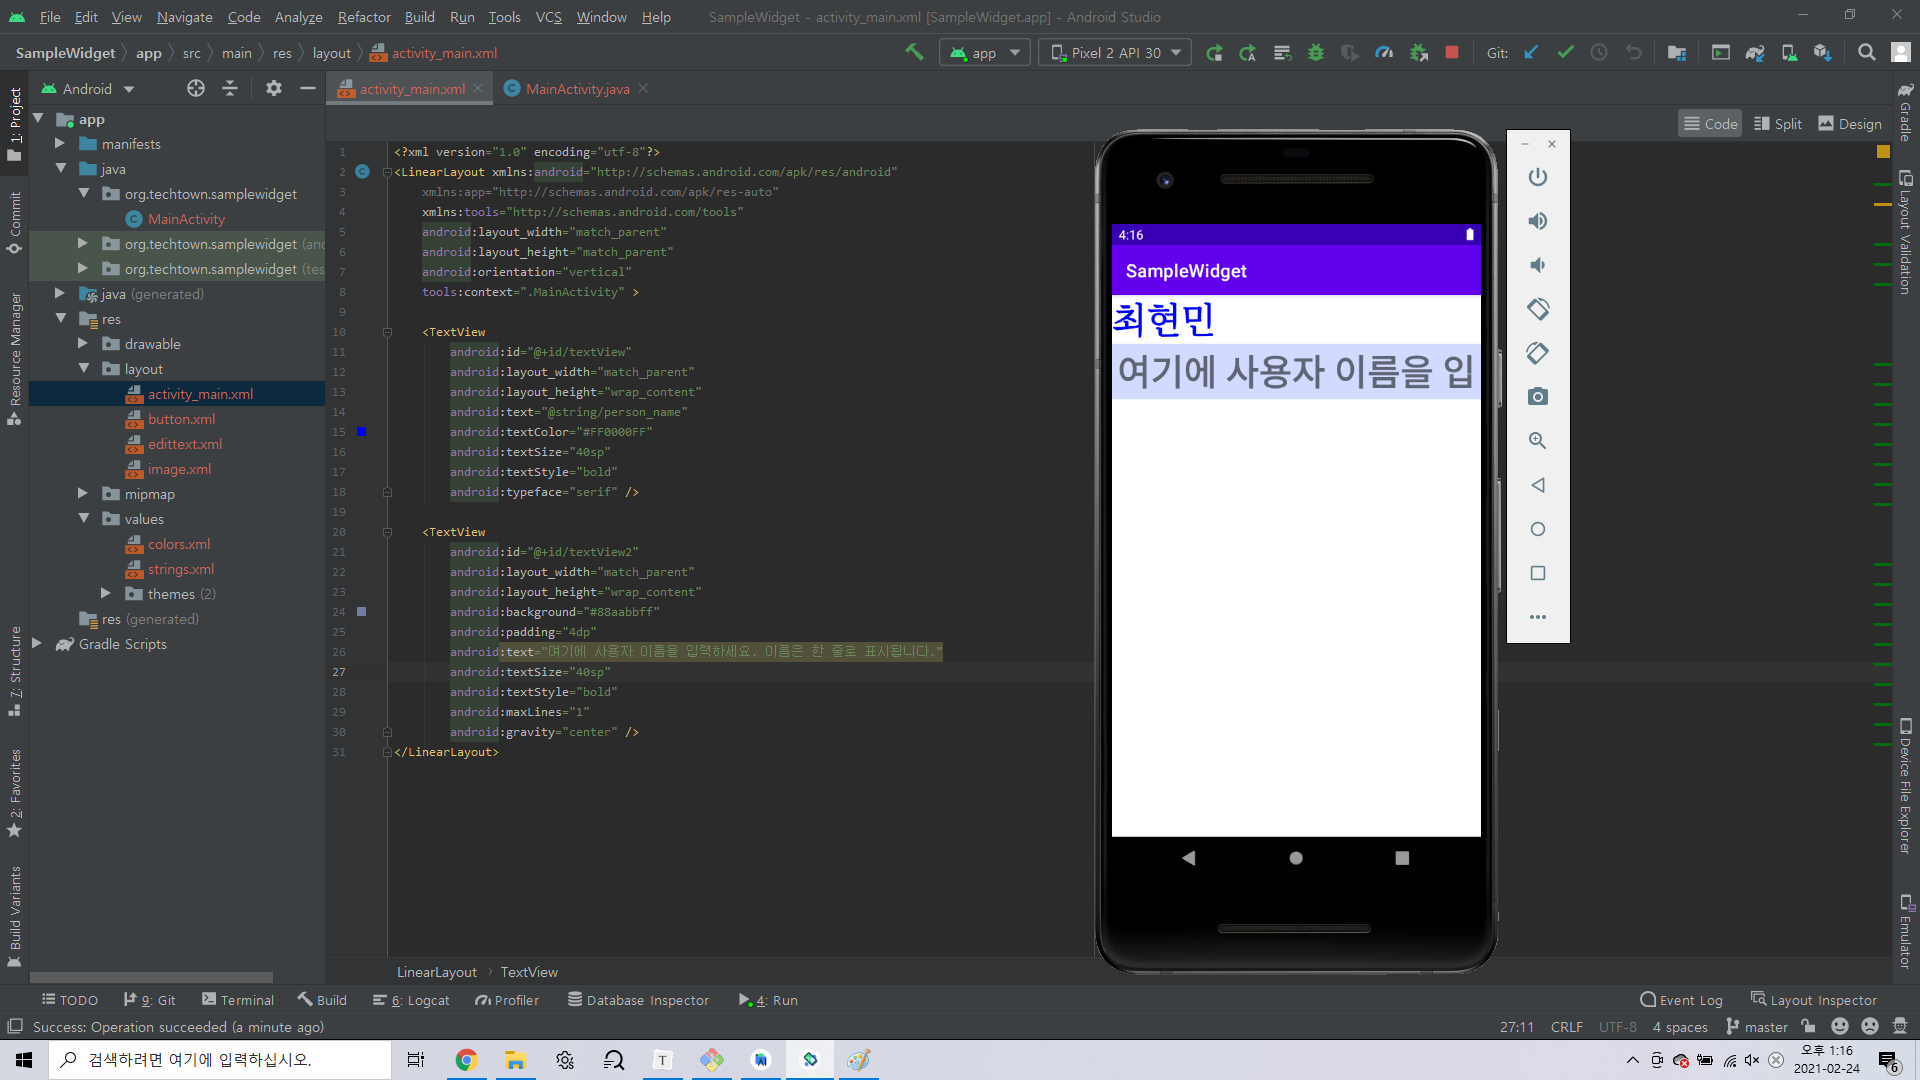 File Edit View Navigate Code Analyze Refactor Build Run Tools VCS Window Help SampleWidget - activity_main.xml [SampleWidget.app] - Android Studio
SampleWidget app src main res layout activity_main.xml app Pixel 2 API 30 Git:
Android activity_main.xml MainActivity.java
Code Split Design
1: Project
Commit
Resource Manager
7: Structure
2: Favorites
Build Variants
app
manifests
java
org.techtown.samplewidget
MainActivity
org.techtown.samplewidget (and
org.techtown.samplewidget (tes
java (generated)
res
drawable
layout
activity_main.xml
button.xml
edittext.xml
image.xml
mipmap
values
colors.xml
strings.xml
themes (2)
res (generated)
Gradle Scripts
1 <?xml version="1.0" encoding="utf-8"?>
2 <LinearLayout xmlns:android="http://schemas.android.com/apk/res/android"
3 xmlns:app="http://schemas.android.com/apk/res-auto"
4 xmlns:tools="http://schemas.android.com/tools"
5 android:layout_width="match_parent"
6 android:layout_height="match_parent"
7 android:orientation="vertical"
8 tools:context=".MainActivity" >
9
10 <TextView
11 android:id="@+id/textView"
12 android:layout_width="match_parent"
13 android:layout_height="wrap_content"
14 android:text="@string/person_name"
15 android:textColor="#FF0000FF"
16 android:textSize="40sp"
17 android:textStyle="bold"
18 android:typeface="serif" />
19
20 <TextView
21 android:id="@+id/textView2"
22 android:layout_width="match_parent"
23 android:layout_height="wrap_content"
24 android:background="#88aabbff"
25 android:padding="4dp"
26 android:text="여기에 사용자 이름을 입력하세요. 이름은 한 줄로 표시됩니다."
27 android:textSize="40sp"
28 android:textStyle="bold"
29 android:maxLines="1"
30 android:gravity="center" />
31 </LinearLayout>
4:16
SampleWidget
최현민
여기에 사용자 이름을 입
Gradle
Layout Validation
Device File Explorer
Emulator
LinearLayout TextView
TODO 9: Git Terminal Build 6: Logcat Profiler Database Inspector 4: Run Event Log Layout Inspector
Success: Operation succeeded (a minute ago) 27:11 CRLF UTF-8 4 spaces master
검색하려면 여기에 입력하십시오.
T
오후 1:16
2021-02-24
6